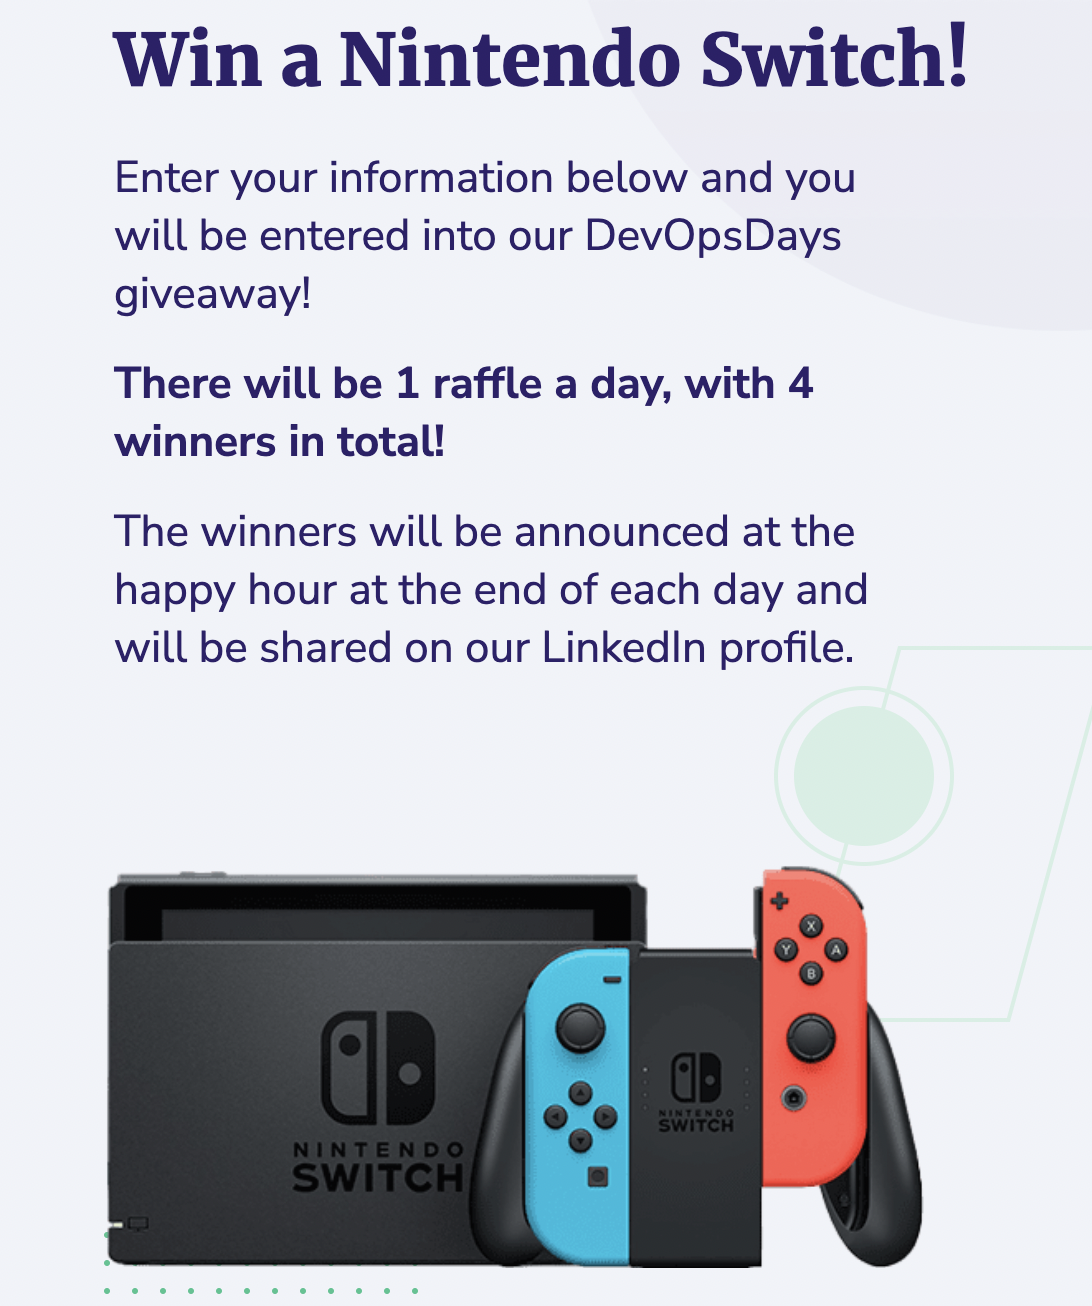 Win a Nintendo Switch!
Enter your information below and you
will be entered into our DevOpsDays
giveaway!
There will be 1 raffle a day, with 4
winners in total!
The winners will be announced at the
happy hour at the end of each day and
will be shared on our LinkedIn profile.
NINTENDO
SWITCH
NINTENDO
SWITCH
X
Y A
B